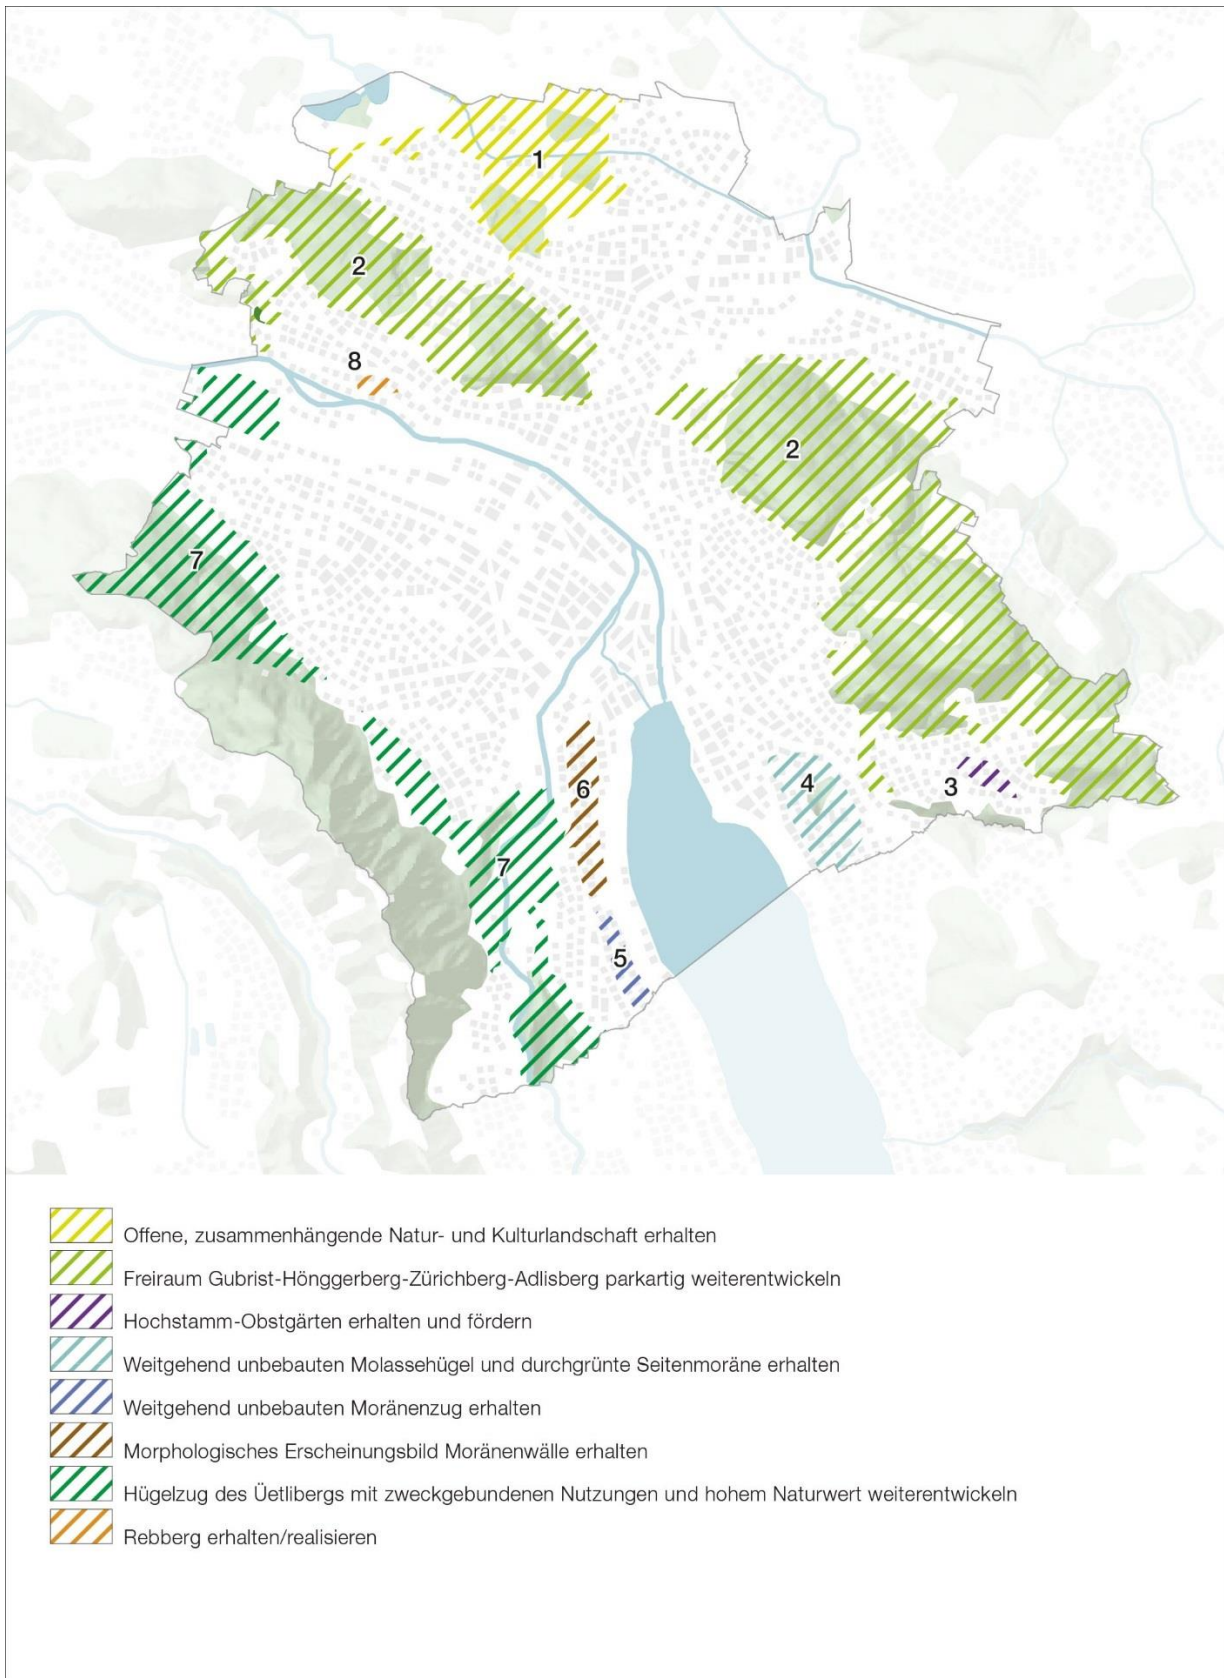 1
2
8
2
7
4
3
6
7
5
Offene, zusammenhängende Natur- und Kulturlandschaft erhalten
Freiraum Gubrist-Hönggerberg-Zürichberg-Adlisberg parkartig weiterentwickeln
Hochstamm-Obstgärten erhalten und fördern
Weitgehend unbebauten Molassehügel und durchgrünte Seitenmoräne erhalten
Weitgehend unbebauten Moränenzug erhalten
Morphologisches Erscheinungsbild Moränenwälle erhalten
Hügelzug des Üetlibergs mit zweckgebundenen Nutzungen und hohem Naturwert weiterentwickeln
Rebberg erhalten/realisieren